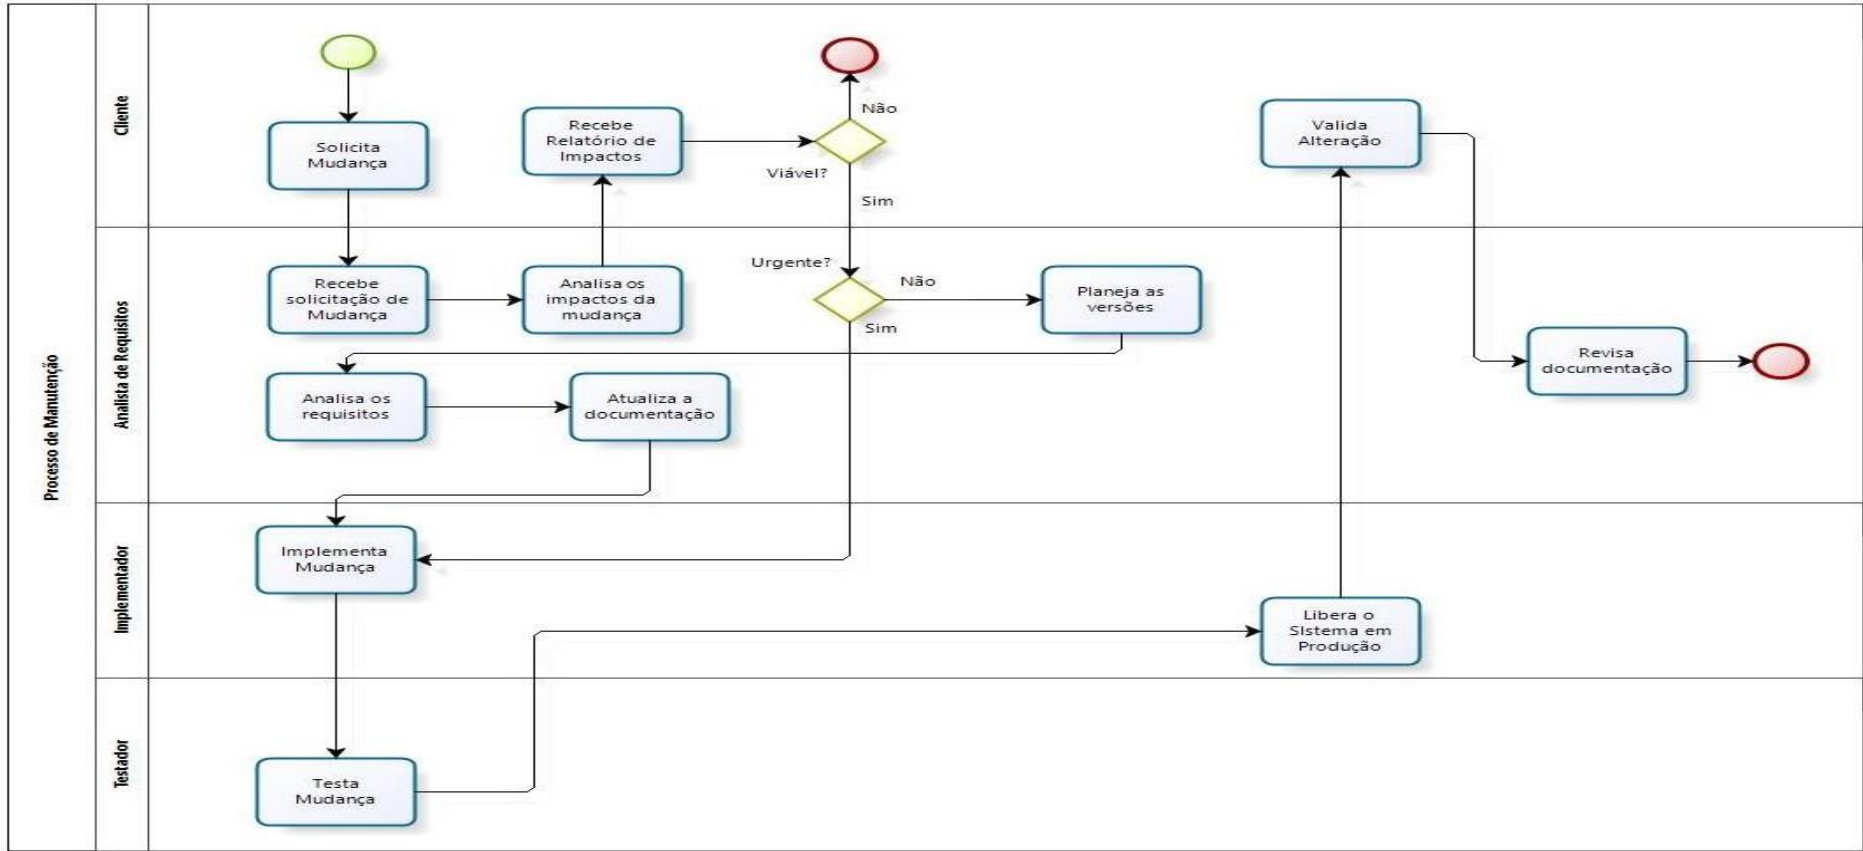 Processo de Manutenção
Cliente
Solicita
Mudança
Recebe
Relatório de
Impactos
Não
Viável?
Sim
Valida
Alteração
Analista de Requisitos
Recebe
solicitação de
Mudança
Analisa os
impactos da
mudança
Urgente?
Não
Sim
Planeja as
versões
Analisa os
requisitos
Atualiza a
documentação
Revisa
documentação
Implementador
Implementa
Mudança
Libera o
SIstema em
Produção
Testador
Testa
Mudança